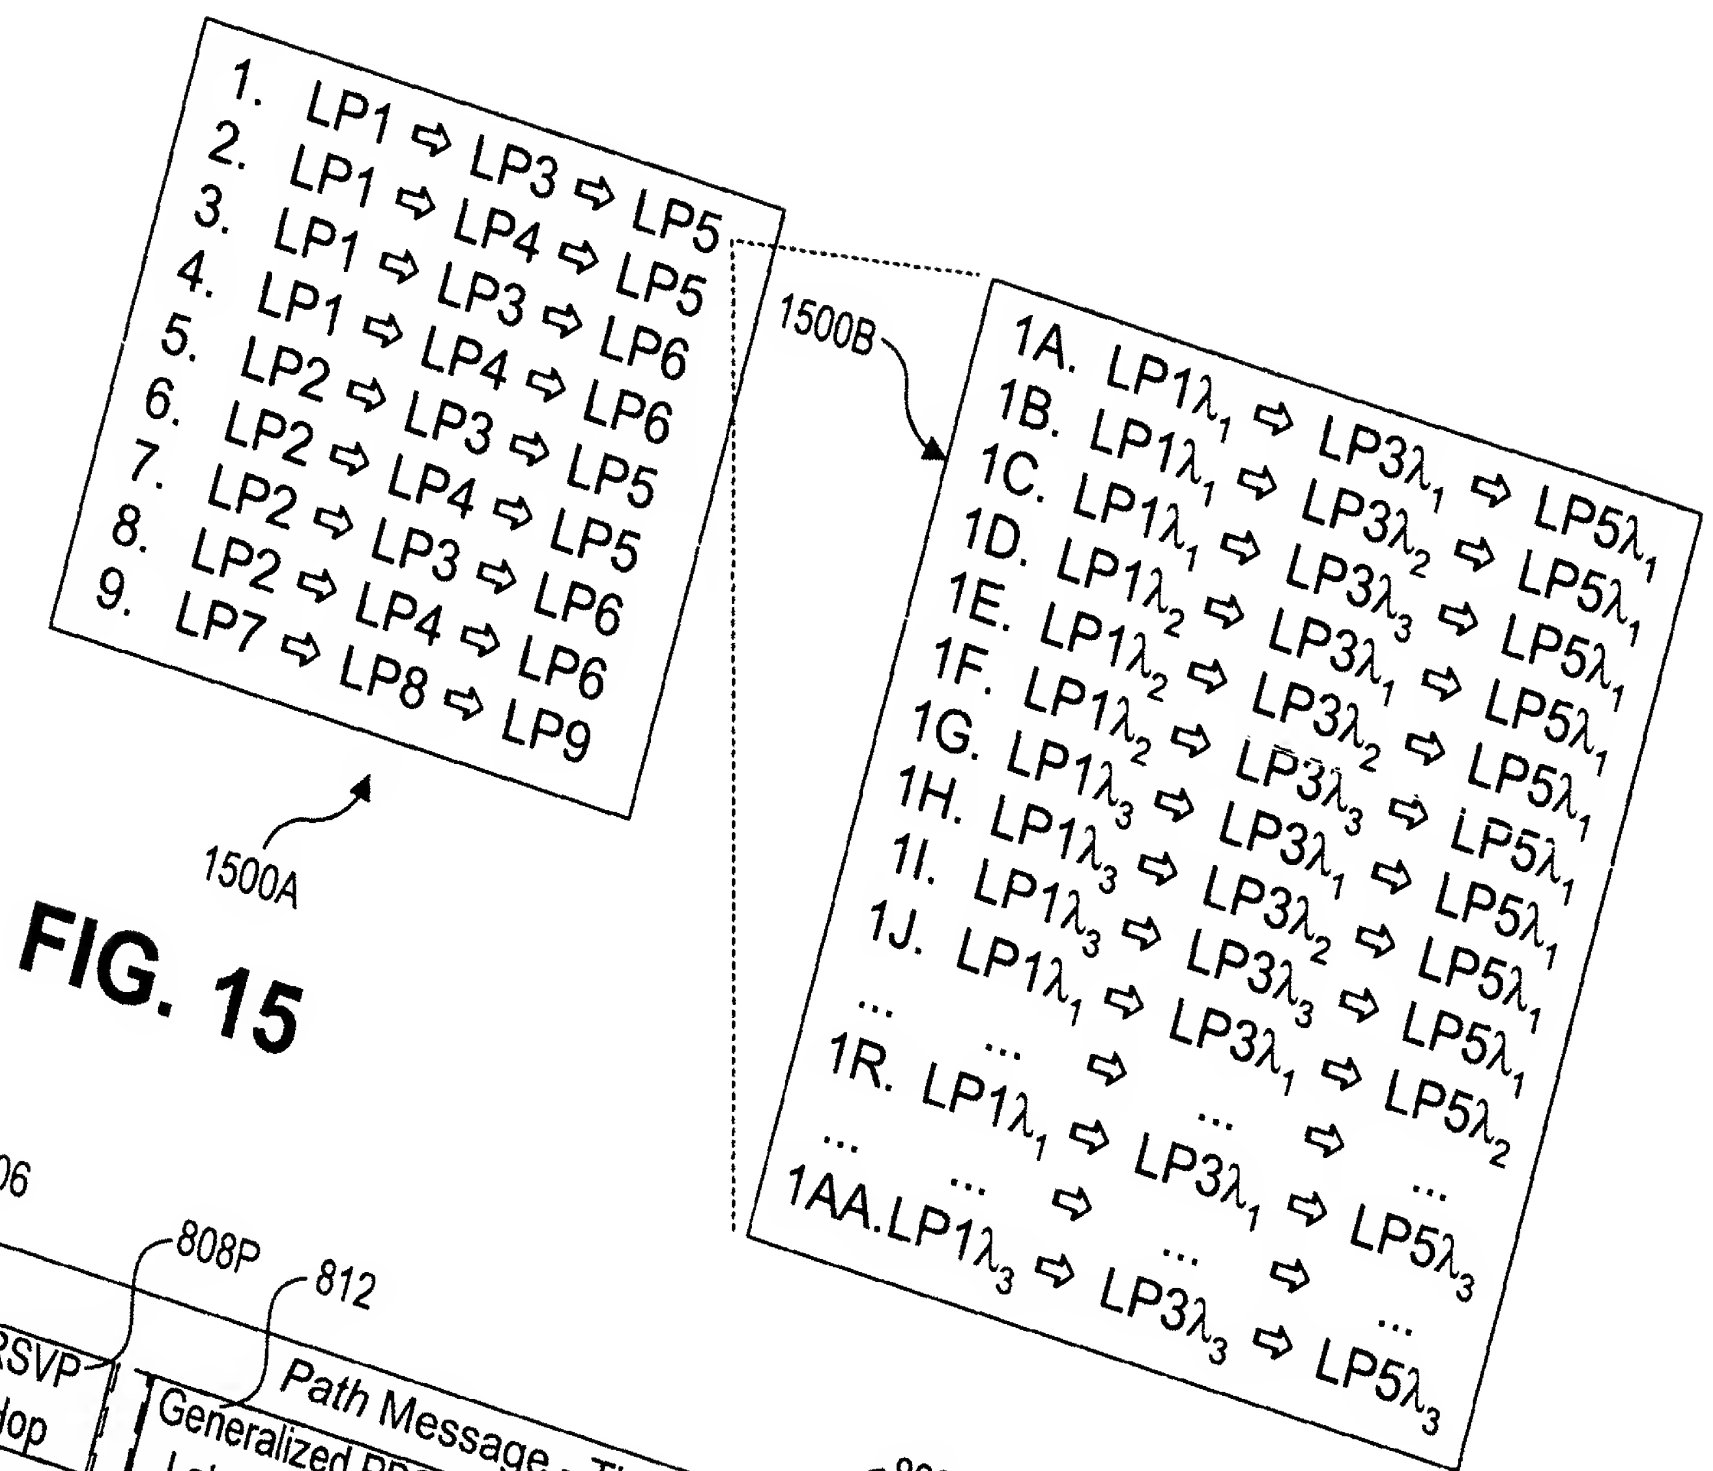 1. LP1 ⇨ LP3 ⇨ LP5
2. LP1 ⇨ LP4 ⇨ LP5
3. LP1 ⇨ LP3 ⇨ LP6
4. LP1 ⇨ LP4 ⇨ LP6
5. LP2 ⇨ LP3 ⇨ LP5
6. LP2 ⇨ LP4 ⇨ LP5
7. LP2 ⇨ LP3 ⇨ LP6
8. LP2 ⇨ LP4 ⇨ LP6
9. LP7 ⇨ LP8 ⇨ LP9
1500A
1500B
1A. LP1λ₁ ⇨ LP3λ₁ ⇨ LP5λ₁
1B. LP1λ₁ ⇨ LP3λ₂ ⇨ LP5λ₁
1C. LP1λ₁ ⇨ LP3λ₃ ⇨ LP5λ₁
1D. LP1λ₂ ⇨ LP3λ₁ ⇨ LP5λ₁
1E. LP1λ₂ ⇨ LP3λ₂ ⇨ LP5λ₁
1F. LP1λ₂ ⇨ LP3λ₃ ⇨ LP5λ₁
1G. LP1λ₃ ⇨ LP3λ₁ ⇨ LP5λ₁
1H. LP1λ₃ ⇨ LP3λ₂ ⇨ LP5λ₁
1I. LP1λ₃ ⇨ LP3λ₃ ⇨ LP5λ₁
1J. LP1λ₁ ⇨ LP3λ₁ ⇨ LP5λ₂
... ... ⇨ ... ⇨ ...
1R. LP1λ₁ ⇨ LP3λ₁ ⇨ LP5λ₃
... ... ⇨ ... ⇨ ...
1AA. LP1λ₃ ⇨ LP3λ₃ ⇨ LP5λ₃
FIG. 15
808P
812
RSVP
Path Message
Generalized